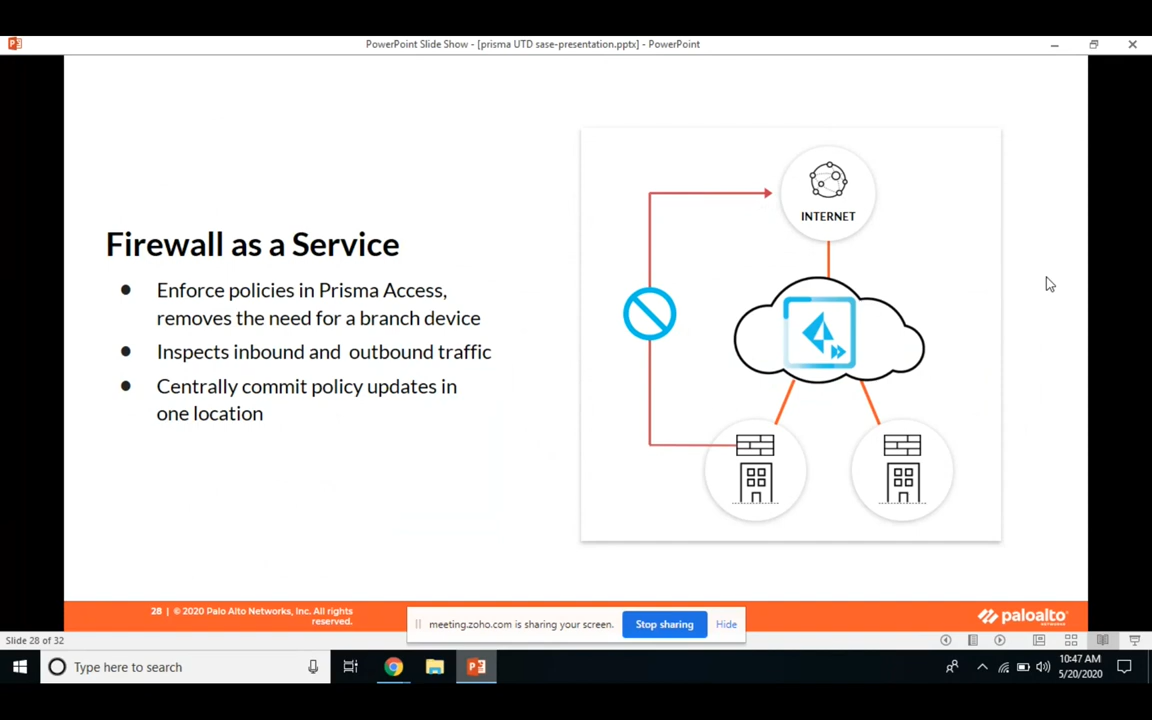 PowerPoint Slide Show - [prisma UTD sase-presentation.pptx] - PowerPoint
INTERNET
Firewall as a Service
Enforce policies in Prisma Access,
removes the need for a branch device
Inspects inbound and outbound traffic
Centrally commit policy updates in
one location
28 | © 2020 Palo Alto Networks, Inc. All rights
reserved.
meeting.zoho.com is sharing your screen.
Stop sharing
Hide
paloalto
NETWORKS
Slide 28 of 32
Type here to search
10:47 AM
5/20/2020